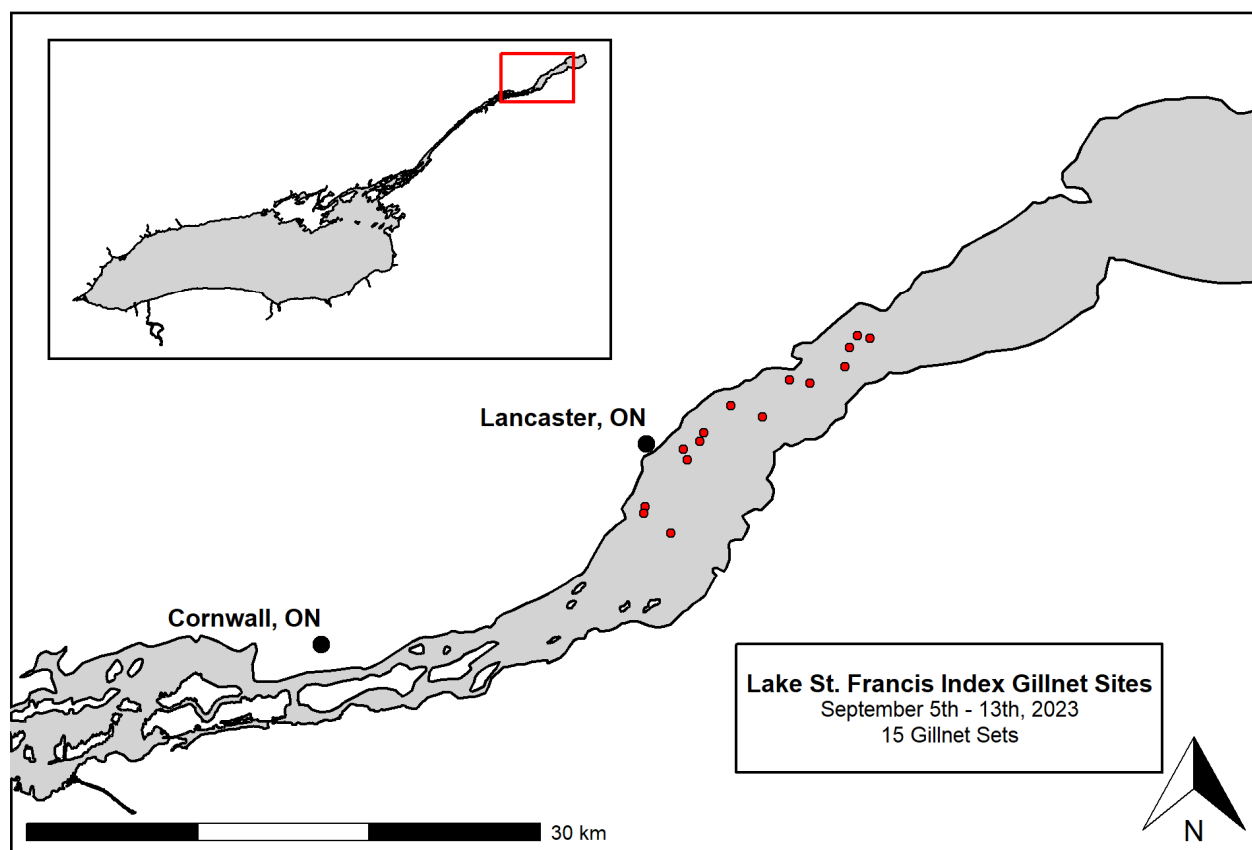 Lancaster, ON
Cornwall, ON
Lake St. Francis Index Gillnet Sites
September 5th - 13th, 2023
15 Gillnet Sets
30 km
N